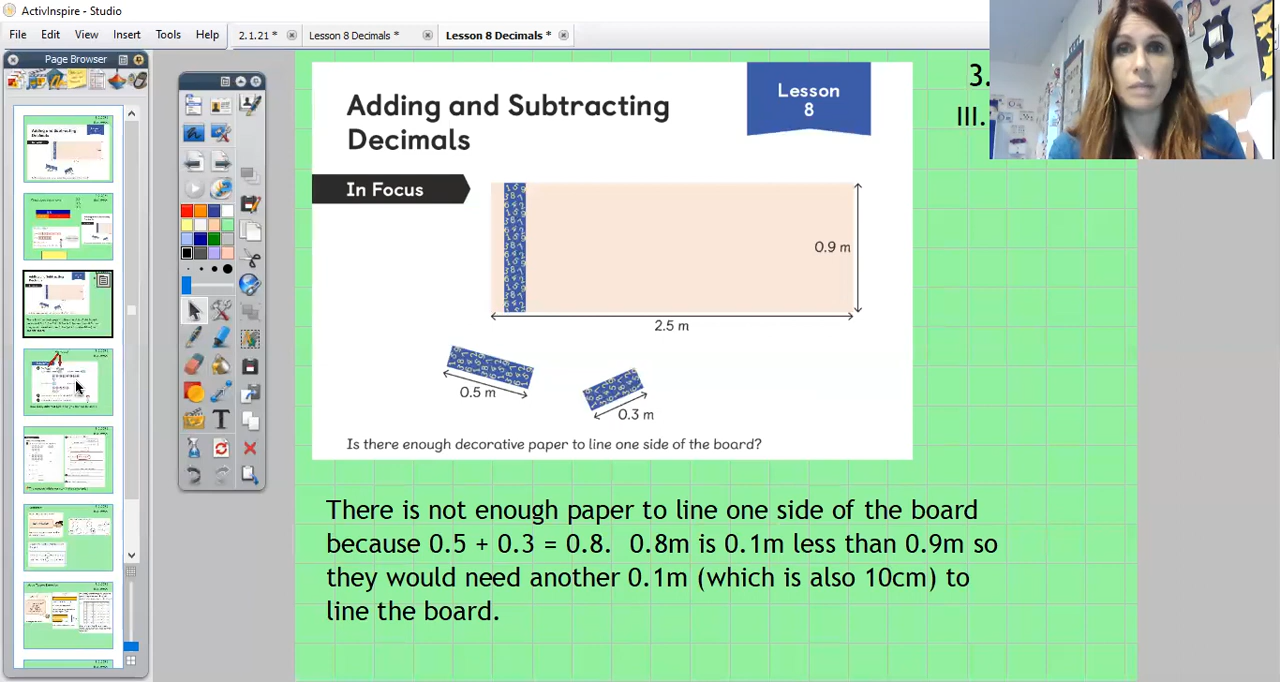 ActivInspire - Studio
File Edit View Insert Tools Help
2.1.21 * Lesson 8 Decimals * Lesson 8 Decimals *
Page Browser
Adding and Subtracting
Decimals
Lesson
8
3.
III.
In Focus
0.9 m
2.5 m
0.5 m
0.3 m
Is there enough decorative paper to line one side of the board?
There is not enough paper to line one side of the board
because 0.5 + 0.3 = 0.8. 0.8m is 0.1m less than 0.9m so
they would need another 0.1m (which is also 10cm) to
line the board.